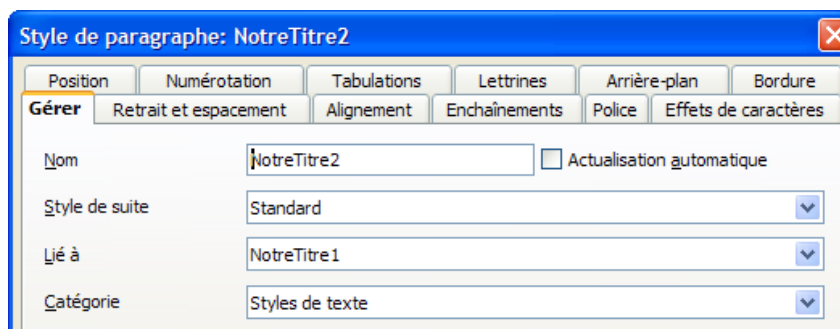 Style de paragraphe: NotreTitre2
Position Numérotation Tabulations Lettrines Arrière-plan Bordure
Gérer Retrait et espacement Alignement Enchaînements Police Effets de caractères
Nom NotreTitre2 Actualisation automatique
Style de suite Standard
Lié à NotreTitre1
Catégorie Styles de texte